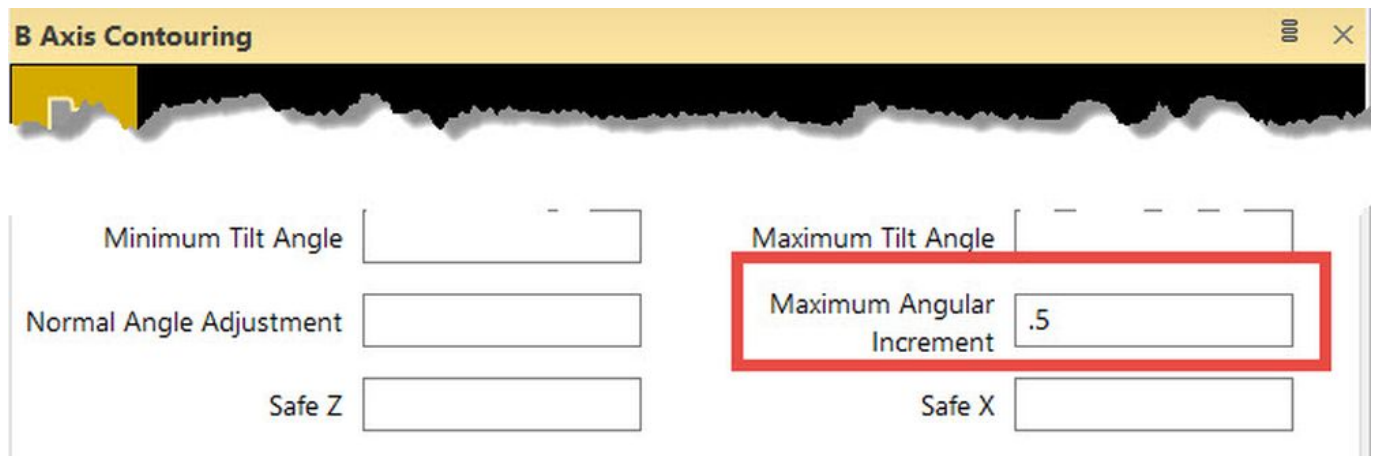 B Axis Contouring
Minimum Tilt Angle
Maximum Tilt Angle
Normal Angle Adjustment
Maximum Angular
Increment
.5
Safe Z
Safe X